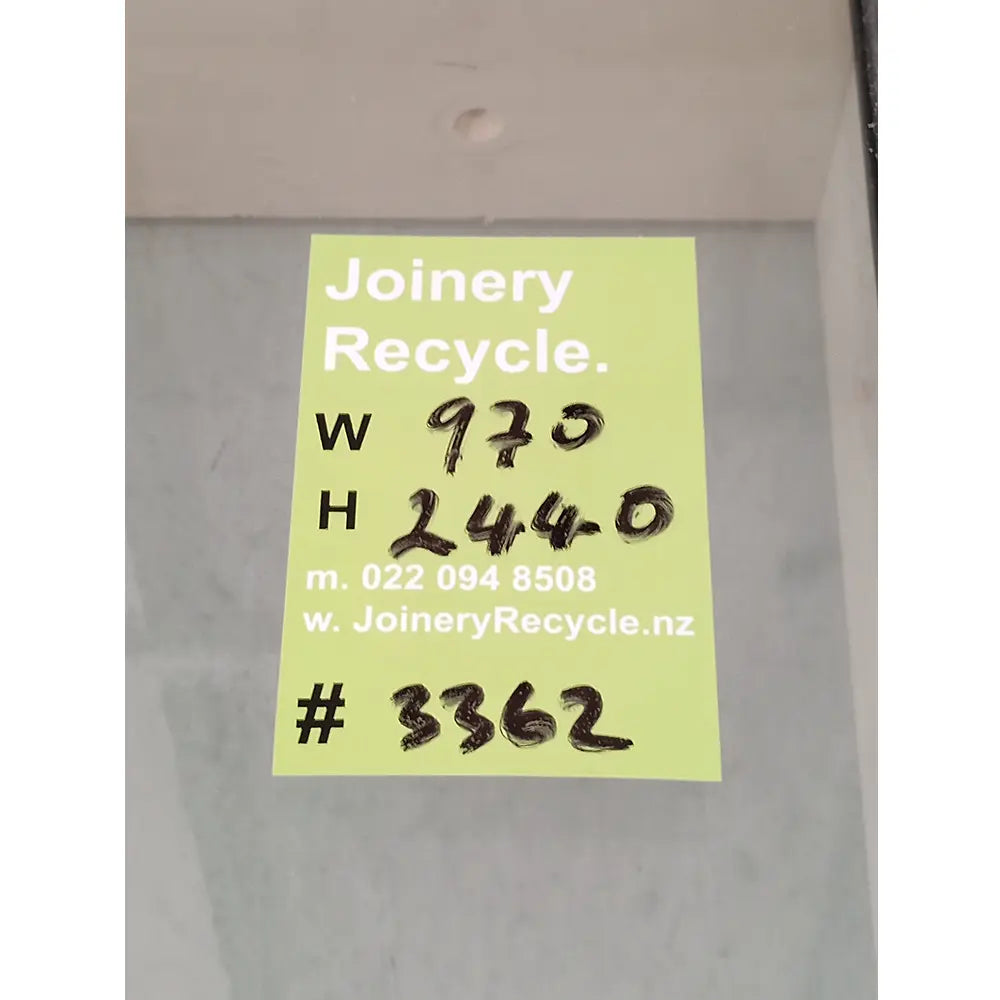 Joinery
Recycle.
W 970
H 2440
m. 022 094 8508
w. JoineryRecycle.nz
# 3362